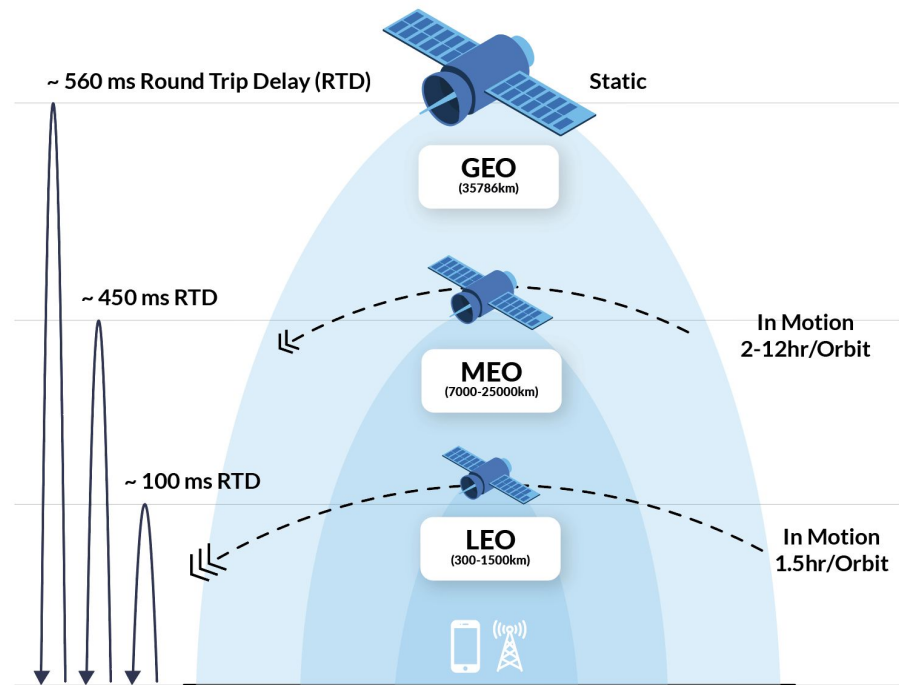 ~ 560 ms Round Trip Delay (RTD)
Static
GEO
(35786km)
~ 450 ms RTD
In Motion
2-12hr/Orbit
MEO
(7000-25000km)
~ 100 ms RTD
LEO
(300-1500km)
In Motion
1.5hr/Orbit